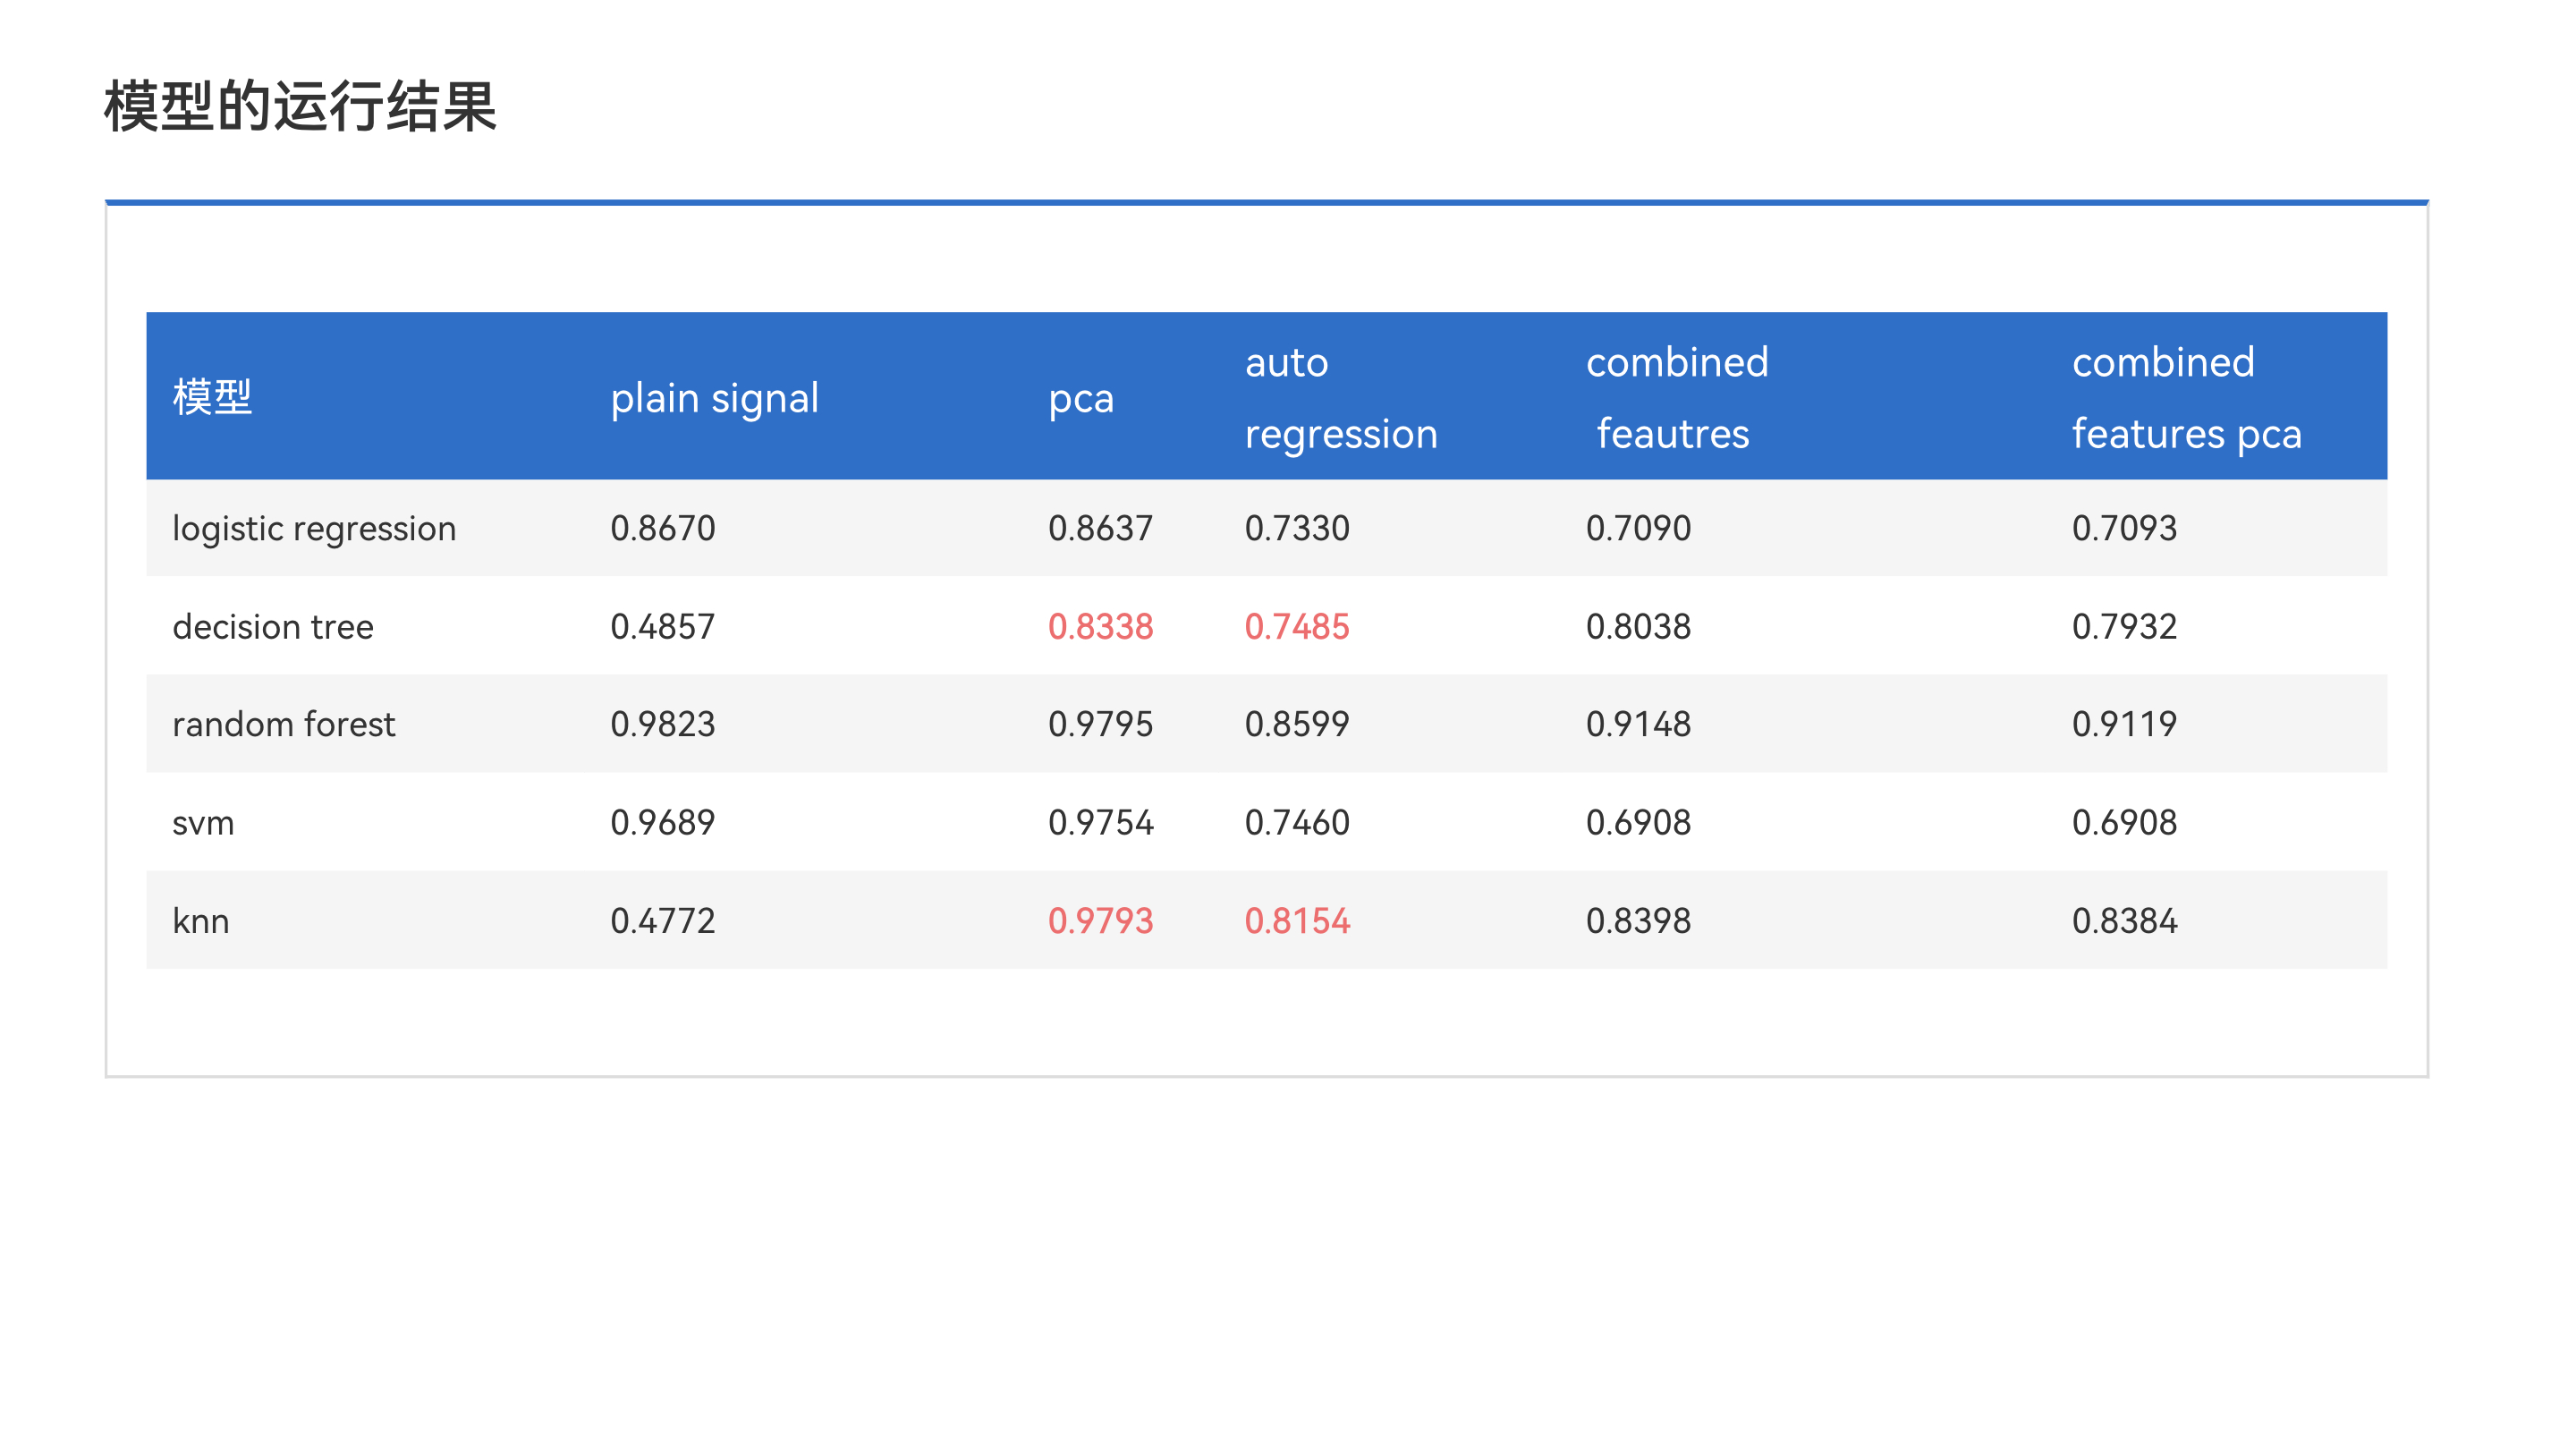 模型的运行结果
模型 plain signal pca auto regression combined feautres combined features pca
logistic regression 0.8670 0.8637 0.7330 0.7090 0.7093
decision tree 0.4857 0.8338 0.7485 0.8038 0.7932
random forest 0.9823 0.9795 0.8599 0.9148 0.9119
svm 0.9689 0.9754 0.7460 0.6908 0.6908
knn 0.4772 0.9793 0.8154 0.8398 0.8384